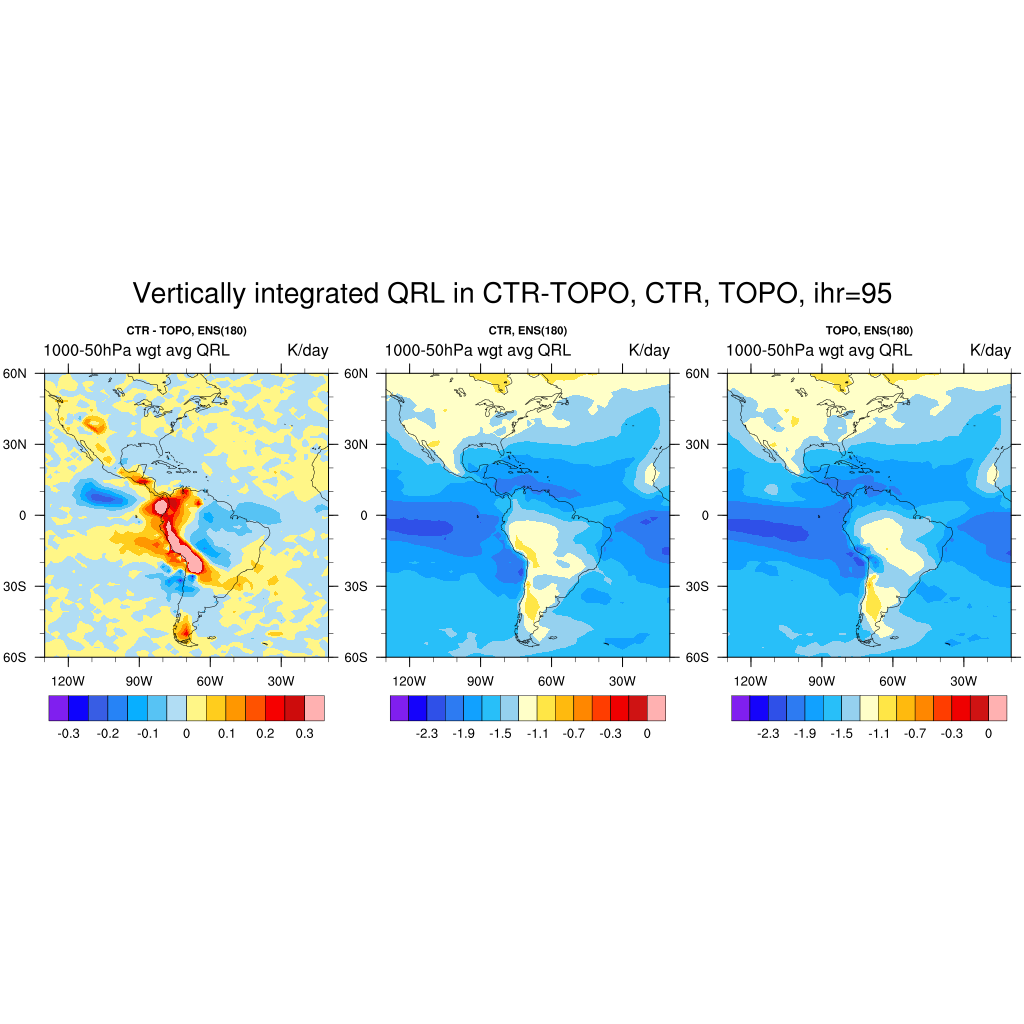 Vertically integrated QRL in CTR-TOPO, CTR, TOPO, ihr=95
CTR - TOPO, ENS(180)
1000-50hPa wgt avg QRL K/day
60N
30N
0
30S
60S
120W 90W 60W 30W
-0.3 -0.2 -0.1 0 0.1 0.2 0.3
CTR, ENS(180)
1000-50hPa wgt avg QRL K/day
60N
30N
0
30S
60S
120W 90W 60W 30W
-2.3 -1.9 -1.5 -1.1 -0.7 -0.3 0
TOPO, ENS(180)
1000-50hPa wgt avg QRL K/day
60N
30N
0
30S
60S
120W 90W 60W 30W
-2.3 -1.9 -1.5 -1.1 -0.7 -0.3 0